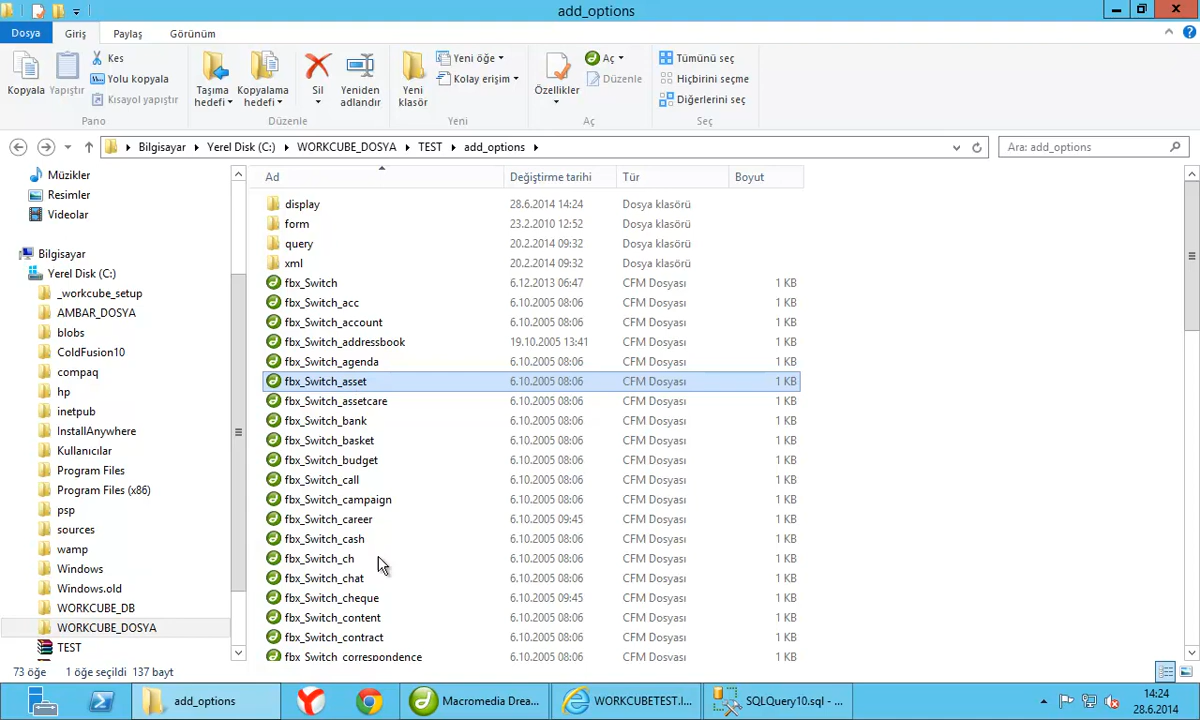 add_options
Dosya Giriş Paylaş Görünüm
Kopyala Yapıştır Kes Yolu kopyala Kısayol yapıştır
Taşıma hedefi Kopyalama hedefi Sil Yeniden adlandır
Yeni klasör Yeni öğe Kolay erişim
Özellikler Aç Düzenle
Tümünü seç Hiçbirini seçme Diğerlerini seç
Pano Düzenle Yeni Aç Seç
Bilgisayar Yerel Disk (C:) WORKCUBE_DOSYA TEST add_options Ara: add_options
Müzikler
Resimler
Videolar
Bilgisayar
Yerel Disk (C:)
_workcube_setup
AMBAR_DOSYA
blobs
ColdFusion10
compaq
hp
inetpub
InstallAnywhere
Kullanıcılar
Program Files
Program Files (x86)
psp
sources
wamp
Windows
Windows.old
WORKCUBE_DB
WORKCUBE_DOSYA
TEST
Ad Değiştirme tarihi Tür Boyut
display 28.6.2014 14:24 Dosya klasörü
form 23.2.2010 12:52 Dosya klasörü
query 20.2.2014 09:32 Dosya klasörü
xml 20.2.2014 09:32 Dosya klasörü
fbx_Switch 6.12.2013 06:47 CFM Dosyası 1 KB
fbx_Switch_acc 6.10.2005 08:06 CFM Dosyası 1 KB
fbx_Switch_account 6.10.2005 08:06 CFM Dosyası 1 KB
fbx_Switch_addressbook 19.10.2005 13:41 CFM Dosyası 1 KB
fbx_Switch_agenda 6.10.2005 08:06 CFM Dosyası 1 KB
fbx_Switch_asset 6.10.2005 08:06 CFM Dosyası 1 KB
fbx_Switch_assetcare 6.10.2005 08:06 CFM Dosyası 1 KB
fbx_Switch_bank 6.10.2005 08:06 CFM Dosyası 1 KB
fbx_Switch_basket 6.10.2005 08:06 CFM Dosyası 1 KB
fbx_Switch_budget 6.10.2005 08:06 CFM Dosyası 1 KB
fbx_Switch_call 6.10.2005 08:06 CFM Dosyası 1 KB
fbx_Switch_campaign 6.10.2005 08:06 CFM Dosyası 1 KB
fbx_Switch_career 6.10.2005 09:45 CFM Dosyası 1 KB
fbx_Switch_cash 6.10.2005 08:06 CFM Dosyası 1 KB
fbx_Switch_ch 6.10.2005 08:06 CFM Dosyası 1 KB
fbx_Switch_chat 6.10.2005 08:06 CFM Dosyası 1 KB
fbx_Switch_cheque 6.10.2005 09:45 CFM Dosyası 1 KB
fbx_Switch_content 6.10.2005 08:06 CFM Dosyası 1 KB
fbx_Switch_contract 6.10.2005 08:06 CFM Dosyası 1 KB
fbx_Switch_correspondence 6.10.2005 08:06 CFM Dosyası 1 KB
73 öğe 1 öğe seçildi 137 bayt
add_options Macromedia Drea... WORKCUBETEST.I... SQLQuery10.sql - ... 14:24
28.6.2014